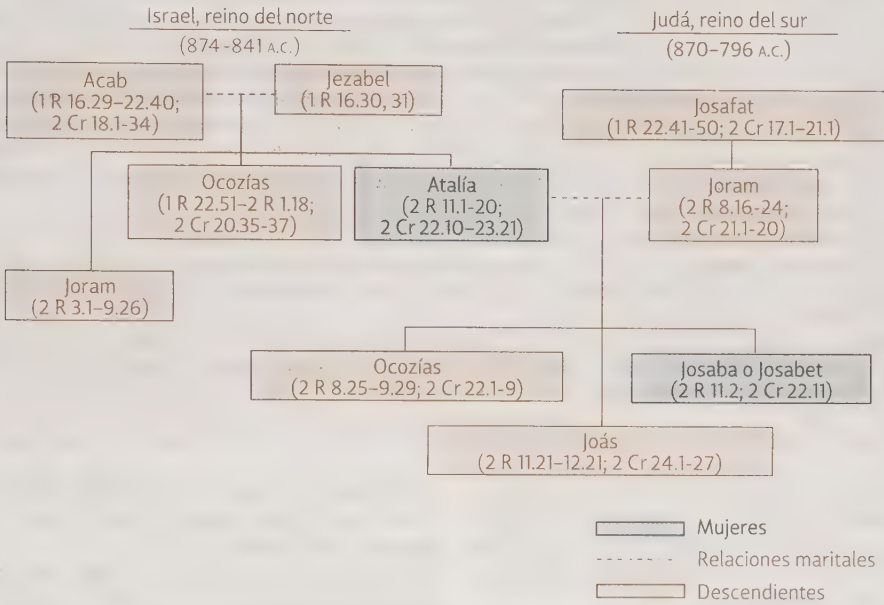 Israel, reino del norte
(874-841 A.C.)
Judá, reino del sur
(870–796 A.C.)
Acab
(1 R 16.29–22.40;
2 Cr 18.1-34)
Jezabel
(1 R 16.30, 31)
Josafat
(1 R 22.41-50; 2 Cr 17.1–21.1)
Ocozías
(1 R 22.51–2 R 1.18;
2 Cr 20.35-37)
Atalía
(2 R 11.1-20;
2 Cr 22.10–23.21)
Joram
(2 R 8.16-24;
2 Cr 21.1-20)
Joram
(2 R 3.1–9.26)
Ocozías
(2 R 8.25–9.29; 2 Cr 22.1-9)
Josaba o Josabet
(2 R 11.2; 2 Cr 22.11)
Joás
(2 R 11.21–12.21; 2 Cr 24.1-27)
Mujeres
Relaciones maritales
Descendientes